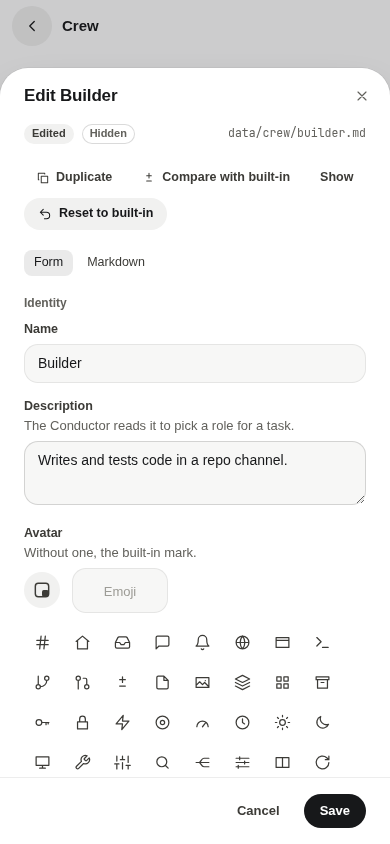 Crew
Edit Builder
Edited Hidden data/crew/builder.md
Duplicate Compare with built-in Show
Reset to built-in
Form Markdown
Identity
Name
Builder
Description
The Conductor reads it to pick a role for a task.
Writes and tests code in a repo channel.
Avatar
Without one, the built-in mark.
Emoji
Cancel Save